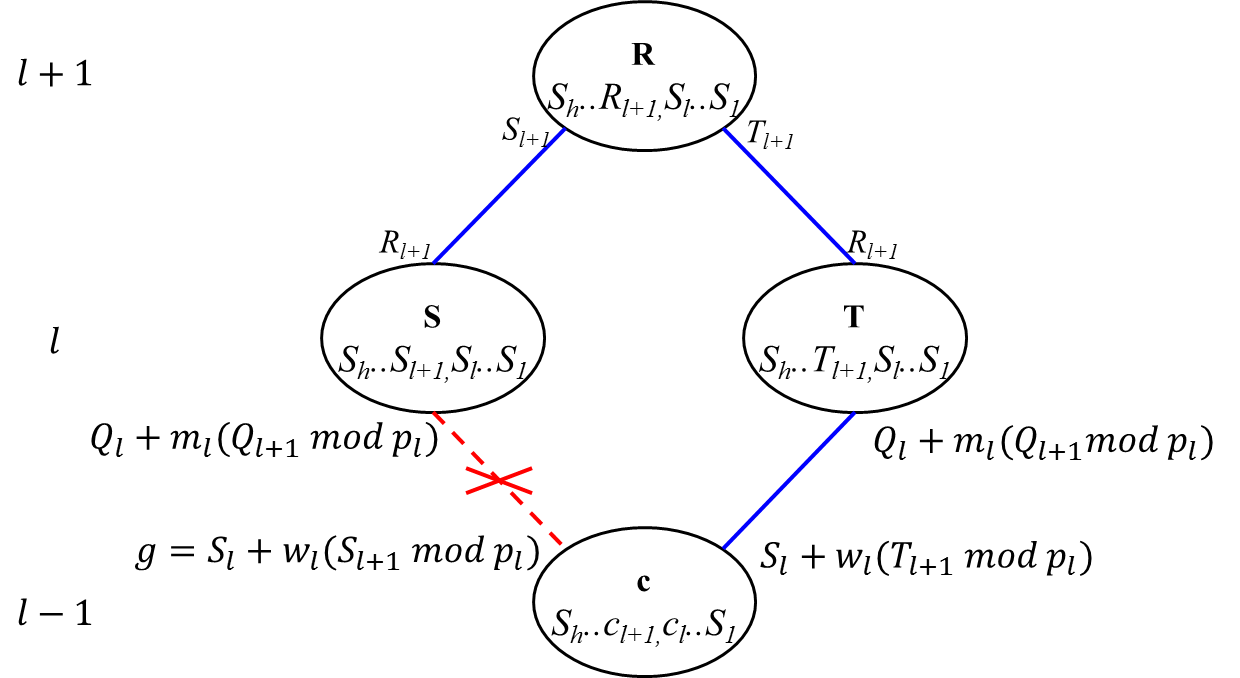 l + 1
R
S_h..R_{l+1,}S_l..S_1
S_{l+1}
T_{l+1}
R_{l+1}
R_{l+1}
l
S
S_h..S_{l+1,}S_l..S_1
T
S_h..T_{l+1,}S_l..S_1
Q_l + m_l(Q_{l+1} mod p_l)
Q_l + m_l(Q_{l+1} mod p_l)
g = S_l + w_l(S_{l+1} mod p_l)
S_l + w_l(T_{l+1} mod p_l)
l − 1
c
S_h..c_{l+1,}c_l..S_1